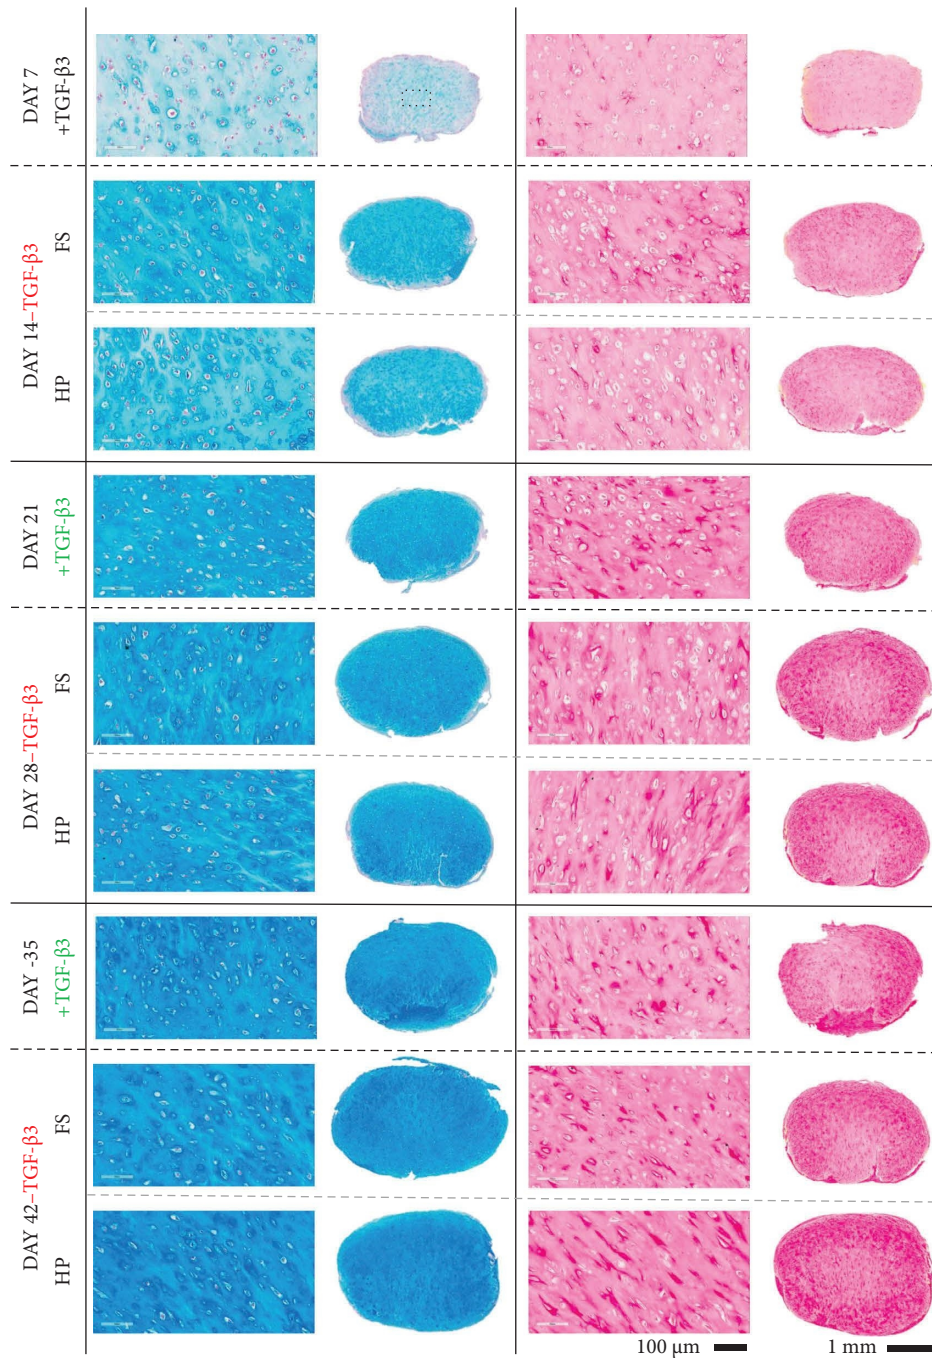 DAY 7
+TGF-β3
DAY 14–TGF-β3
FS
HP
DAY 21
+TGF-β3
DAY 28–TGF-β3
FS
HP
DAY -35
+TGF-β3
DAY 42–TGF-β3
FS
HP
100 μm
1 mm